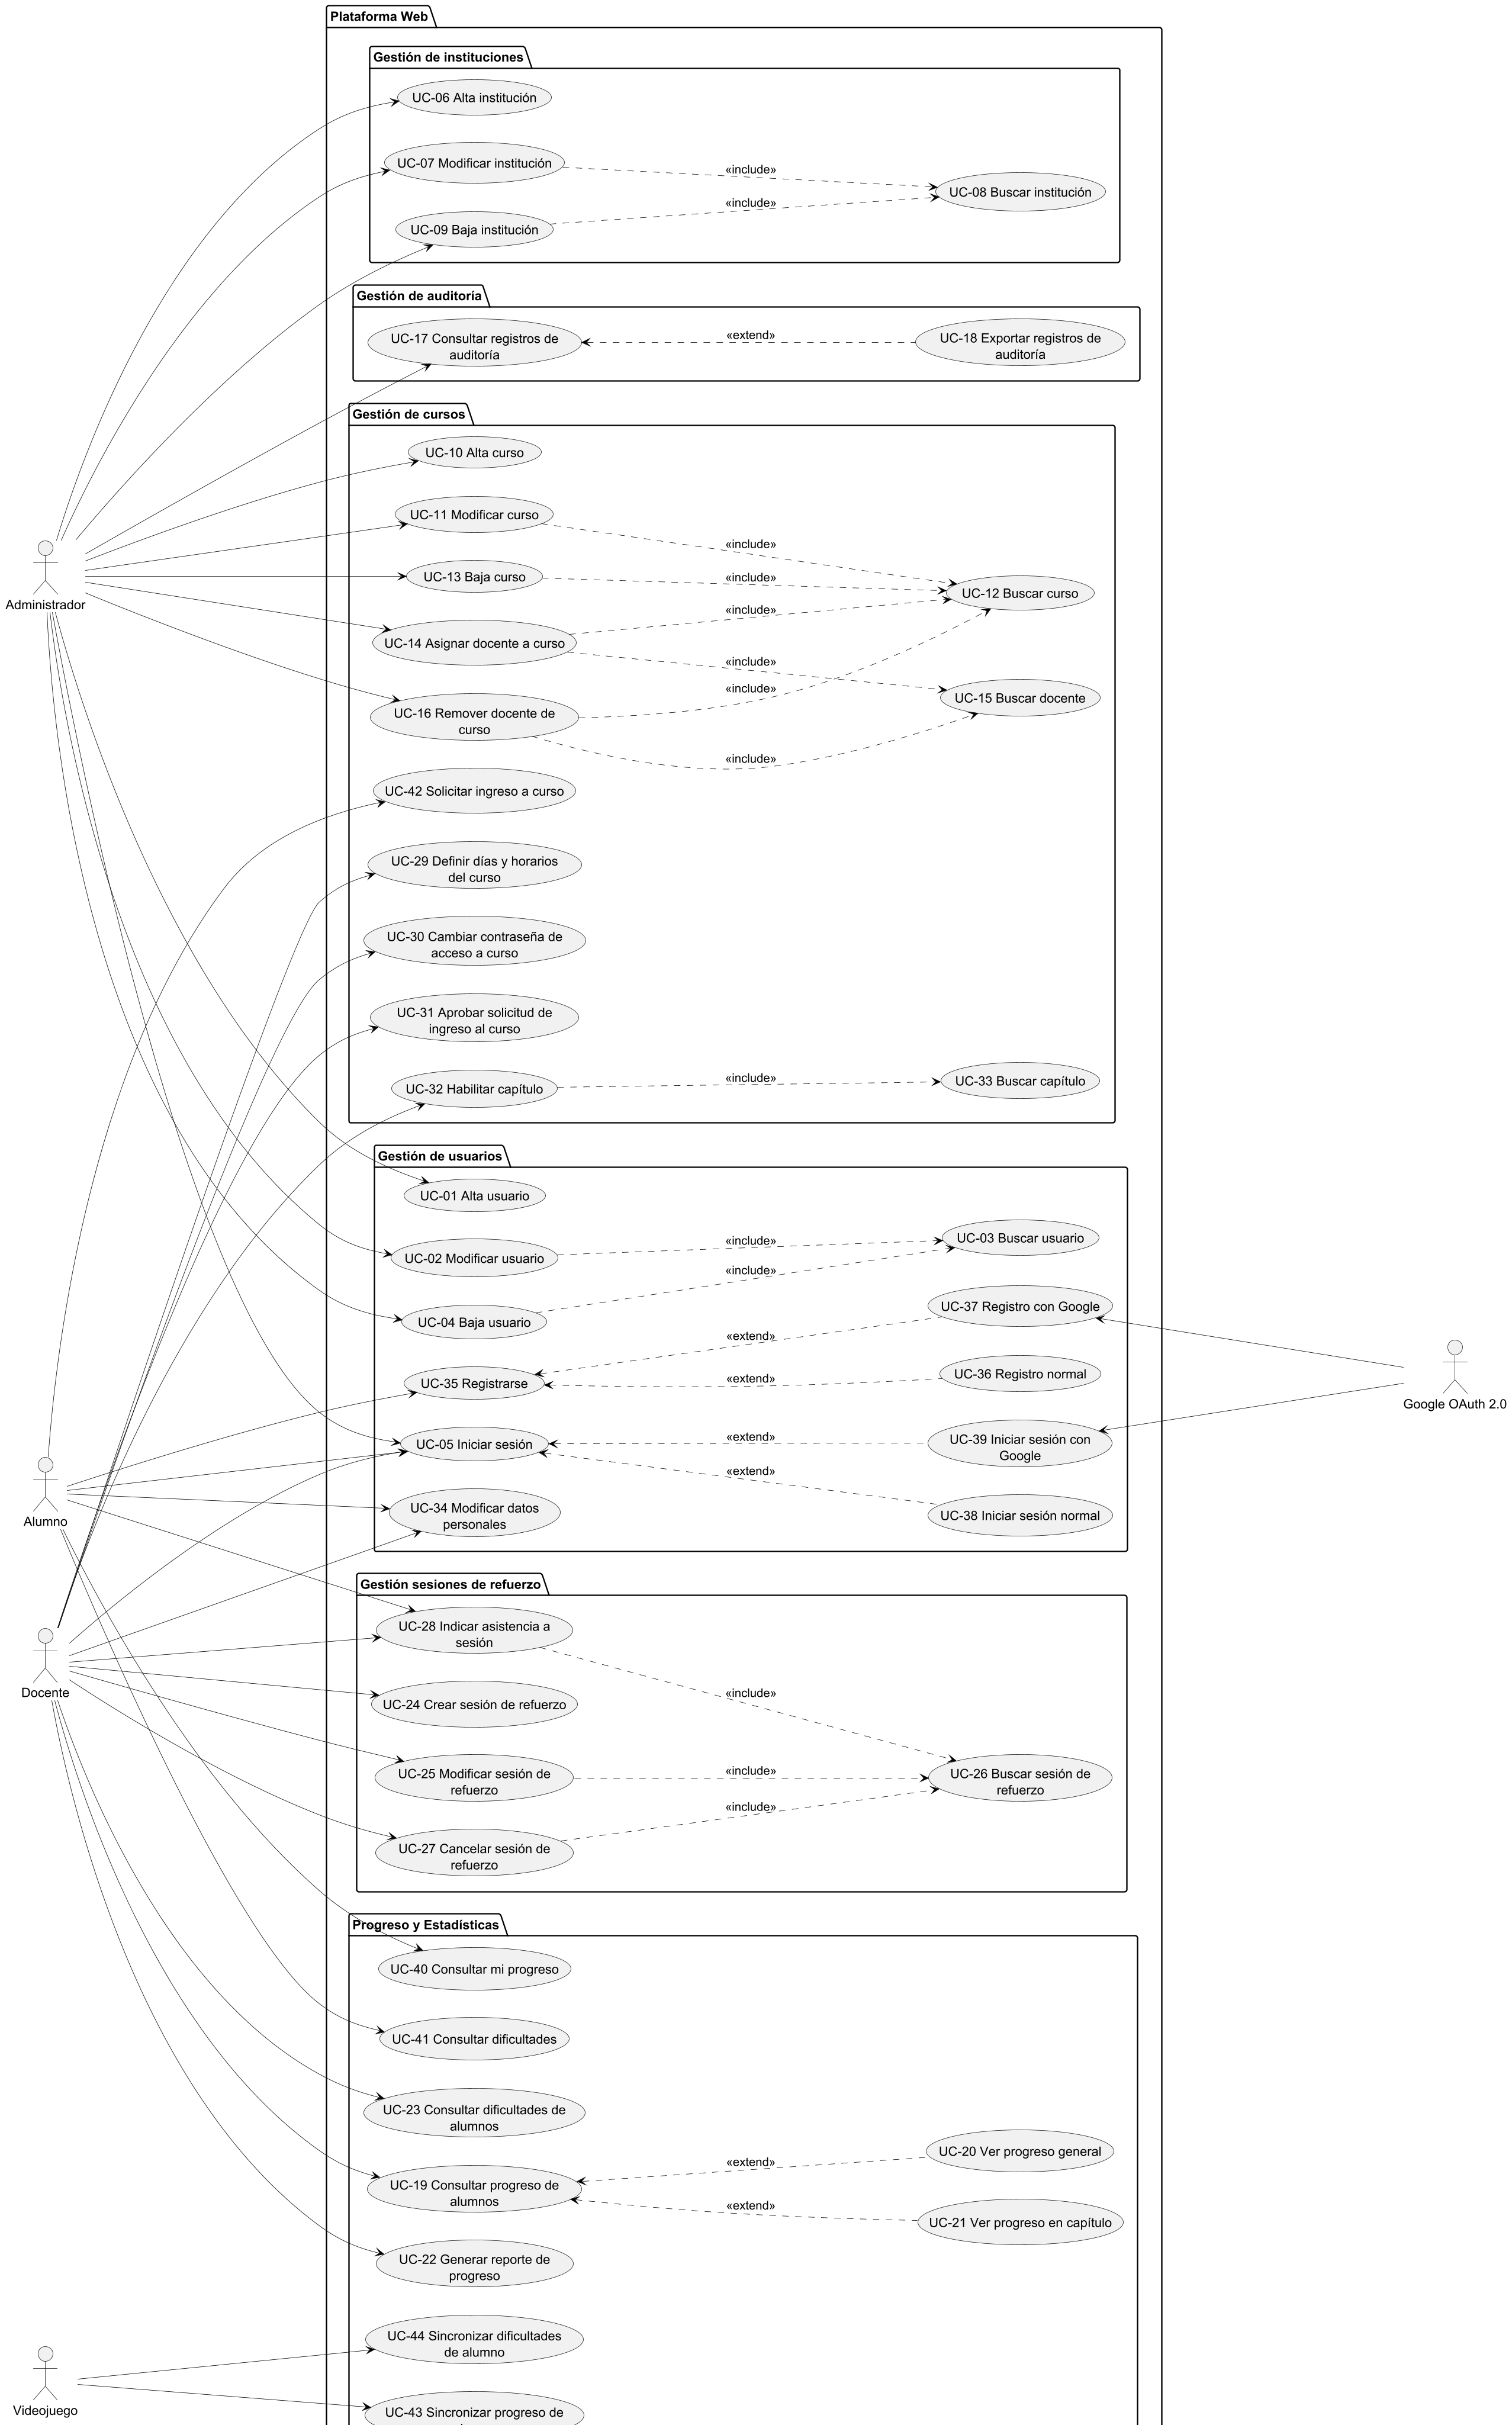 Plataforma Web
Gestión de instituciones
UC-06 Alta institución
UC-07 Modificar institución
«include»
UC-08 Buscar institución
«include»
UC-09 Baja institución
Gestión de auditoría
UC-17 Consultar registros de
auditoría
«extend»
UC-18 Exportar registros de
auditoría
Gestión de cursos
UC-10 Alta curso
UC-11 Modificar curso
«include»
UC-13 Baja curso
«include»
UC-12 Buscar curso
Administrador
«include»
UC-14 Asignar docente a curso
«include»
«include»
UC-15 Buscar docente
UC-16 Remover docente de
curso
«include»
UC-42 Solicitar ingreso a curso
UC-29 Definir días y horarios
del curso
UC-30 Cambiar contraseña de
acceso a curso
UC-31 Aprobar solicitud de
ingreso al curso
UC-32 Habilitar capítulo
«include»
UC-33 Buscar capítulo
Gestión de usuarios
UC-01 Alta usuario
UC-02 Modificar usuario
«include»
UC-03 Buscar usuario
«include»
UC-04 Baja usuario
UC-37 Registro con Google
«extend»
UC-35 Registrarse
«extend»
UC-36 Registro normal
Google OAuth 2.0
UC-05 Iniciar sesión
«extend»
UC-39 Iniciar sesión con
Google
«extend»
UC-38 Iniciar sesión normal
UC-34 Modificar datos
personales
Alumno
Gestión sesiones de refuerzo
UC-28 Indicar asistencia a
sesión
Docente
«include»
UC-24 Crear sesión de refuerzo
UC-25 Modificar sesión de
refuerzo
«include»
UC-26 Buscar sesión de
refuerzo
«include»
UC-27 Cancelar sesión de
refuerzo
Progreso y Estadísticas
UC-40 Consultar mi progreso
UC-41 Consultar dificultades
UC-23 Consultar dificultades de
alumnos
UC-20 Ver progreso general
«extend»
UC-19 Consultar progreso de
alumnos
«extend»
UC-21 Ver progreso en capítulo
UC-22 Generar reporte de
progreso
UC-44 Sincronizar dificultades
de alumno
Videojuego
UC-43 Sincronizar progreso de